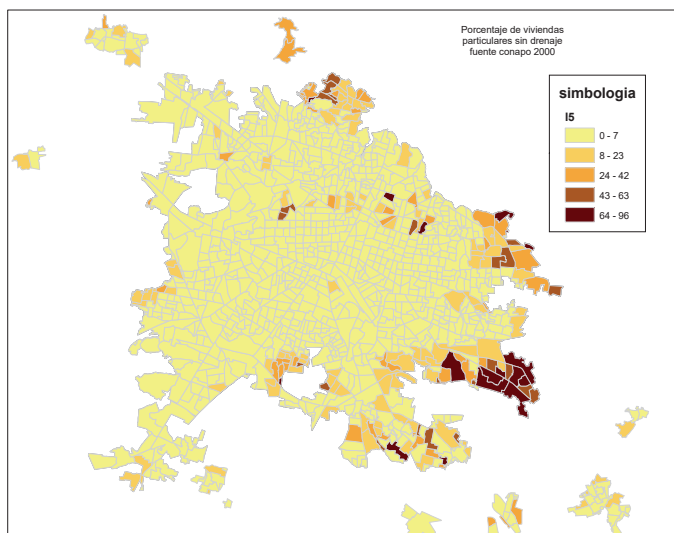 Porcentaje de viviendas
particulares sin drenaje
fuente conapo 2000
simbologia
I5
0 - 7
8 - 23
24 - 42
43 - 63
64 - 96